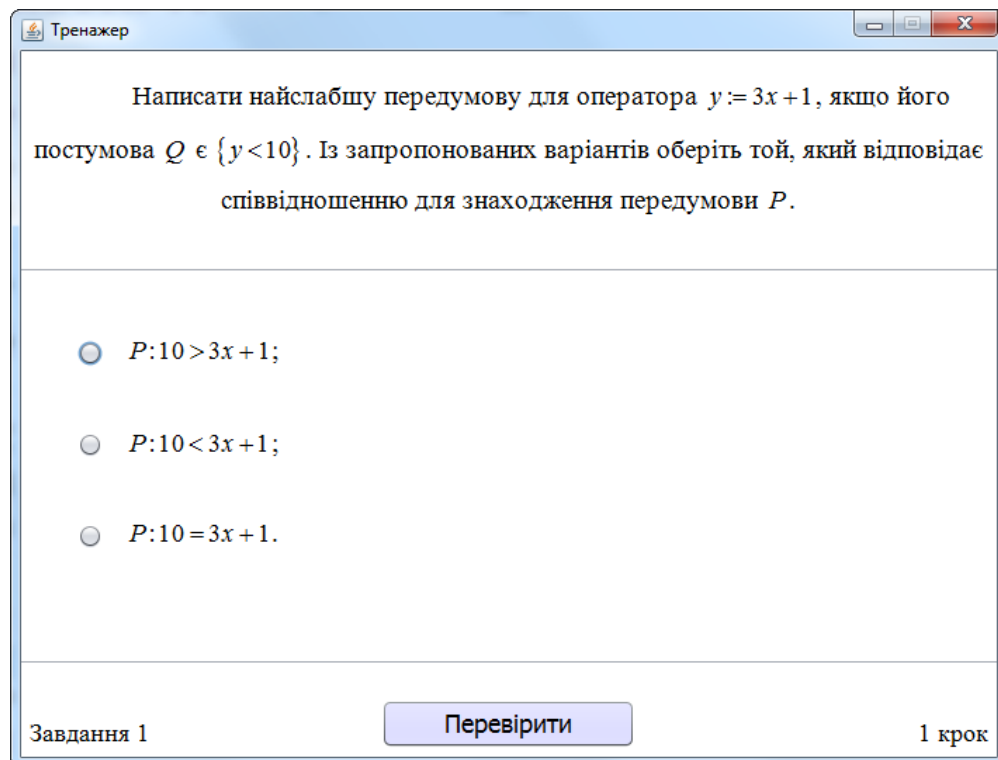 Тренажер
Написати найслабшу передумову для оператора y := 3x + 1, якщо його
постумова Q є {y < 10}. Із запропонованих варіантів оберіть той, який відповідає
співвідношенню для знаходження передумови P.
P:10 > 3x + 1;
P:10 < 3x + 1;
P:10 = 3x + 1.
Перевірити
Завдання 1
1 крок